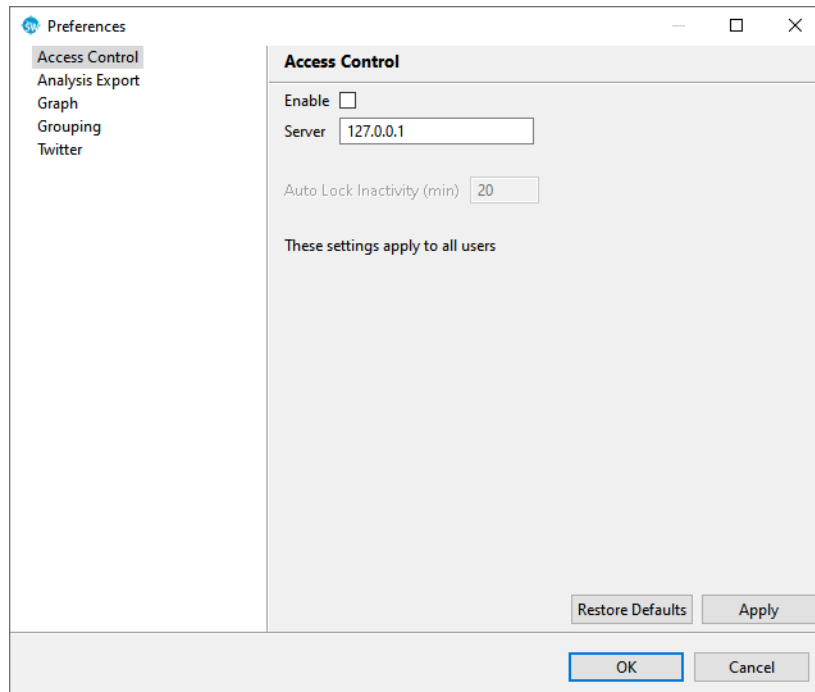 SW Preferences
Access Control
Analysis Export
Graph
Grouping
Twitter
Access Control
Enable
Server 127.0.0.1
Auto Lock Inactivity (min) 20
These settings apply to all users
Restore Defaults Apply
OK Cancel